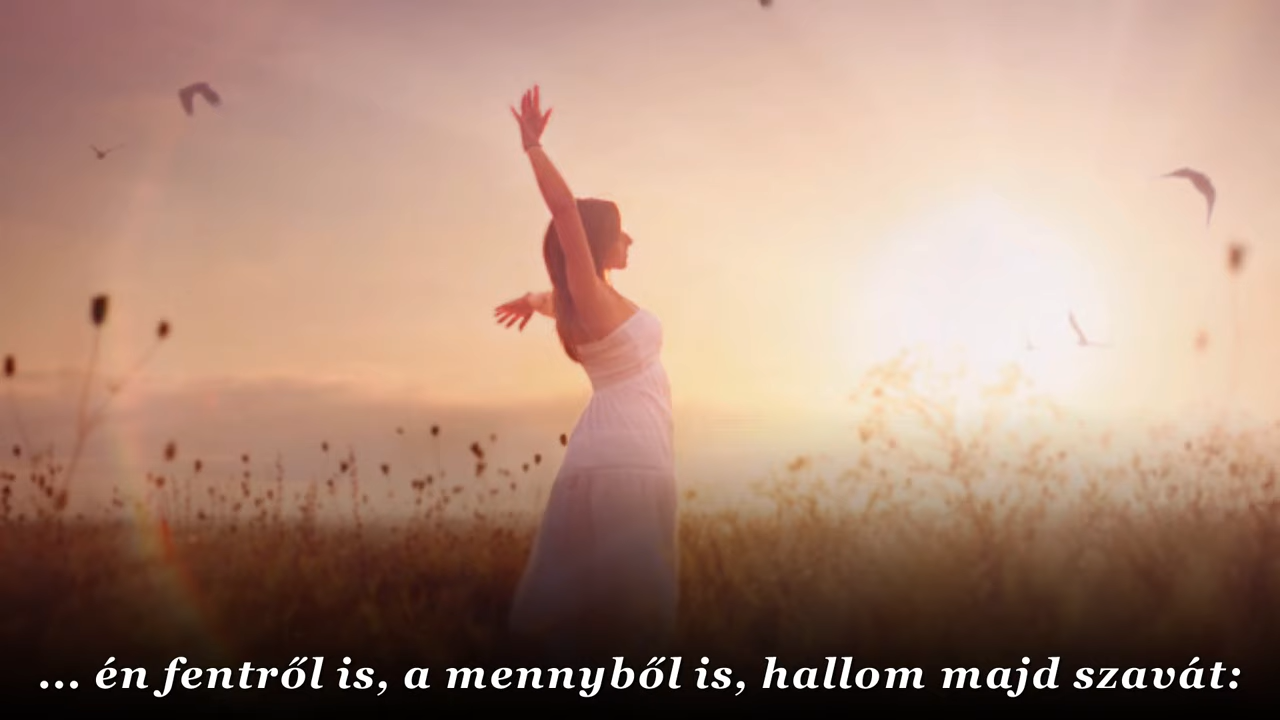 ... én fentről is, a mennyből is, hallom majd szavát: